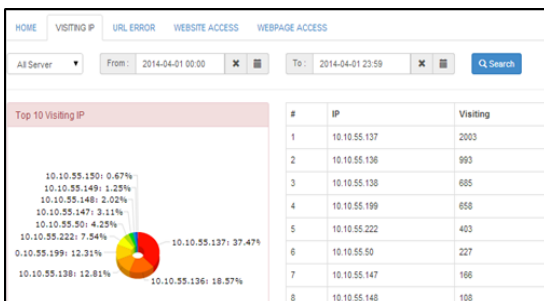 HOME VISITING IP URL ERROR WEBSITE ACCESS WEBPAGE ACCESS
All Server From : 2014-04-01 00:00 To : 2014-04-01 23:59 Search
Top 10 Visiting IP
10.10.55.150: 0.67%
10.10.55.149: 1.25%
10.10.55.148: 2.02%
10.10.55.147: 3.11%
10.10.55.50: 4.25%
10.10.55.222: 7.54%
0.10.55.199: 12.31%
10.10.55.138: 12.81%
10.10.55.137: 37.47%
10.10.55.136: 18.57%
# IP Visiting
1 10.10.55.137 2003
2 10.10.55.136 993
3 10.10.55.138 685
4 10.10.55.199 658
5 10.10.55.222 403
6 10.10.55.50 227
7 10.10.55.147 166
8 10.10.55.148 108